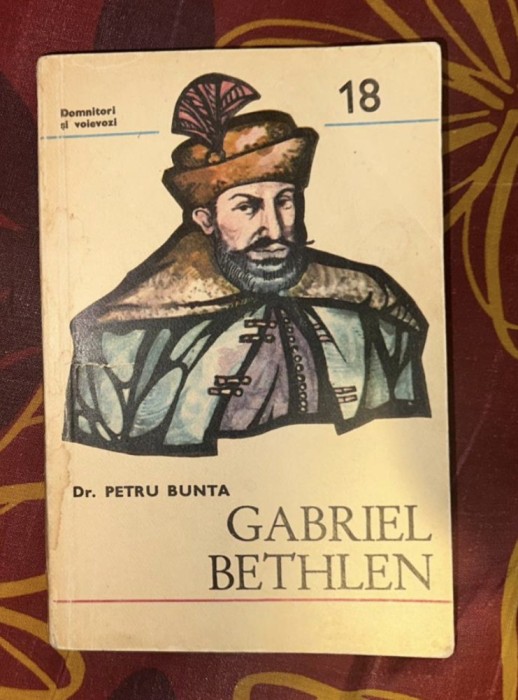 Domnitori
și voievozi
18
Dr. PETRU BUNTA
GABRIEL
BETHLEN